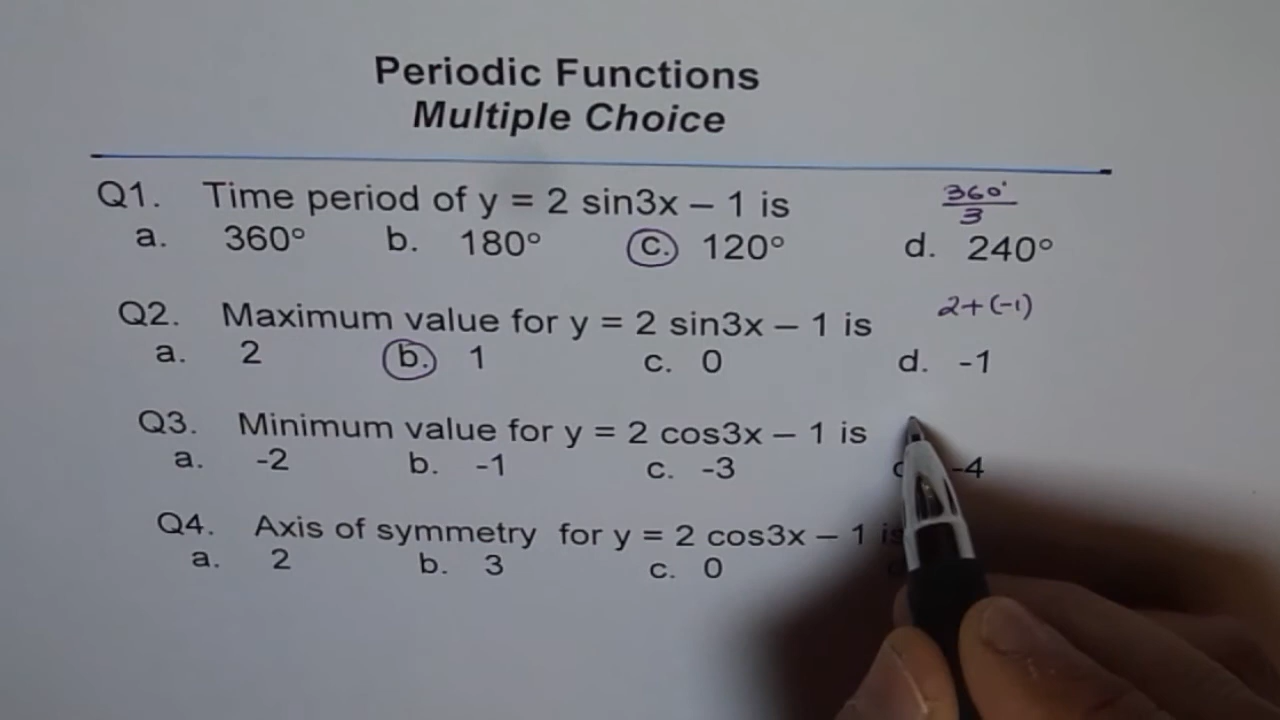 Periodic Functions
Multiple Choice
360°
3
Q1. Time period of y = 2 sin3x – 1 is
a. 360° b. 180° c. 120° d. 240°
2+(-1)
Q2. Maximum value for y = 2 sin3x – 1 is
a. 2 b. 1 c. 0 d. -1
Q3. Minimum value for y = 2 cos3x – 1 is
a. -2 b. -1 c. -3 -4
Q4. Axis of symmetry for y = 2 cos3x – 1 is
a. 2 b. 3 c. 0